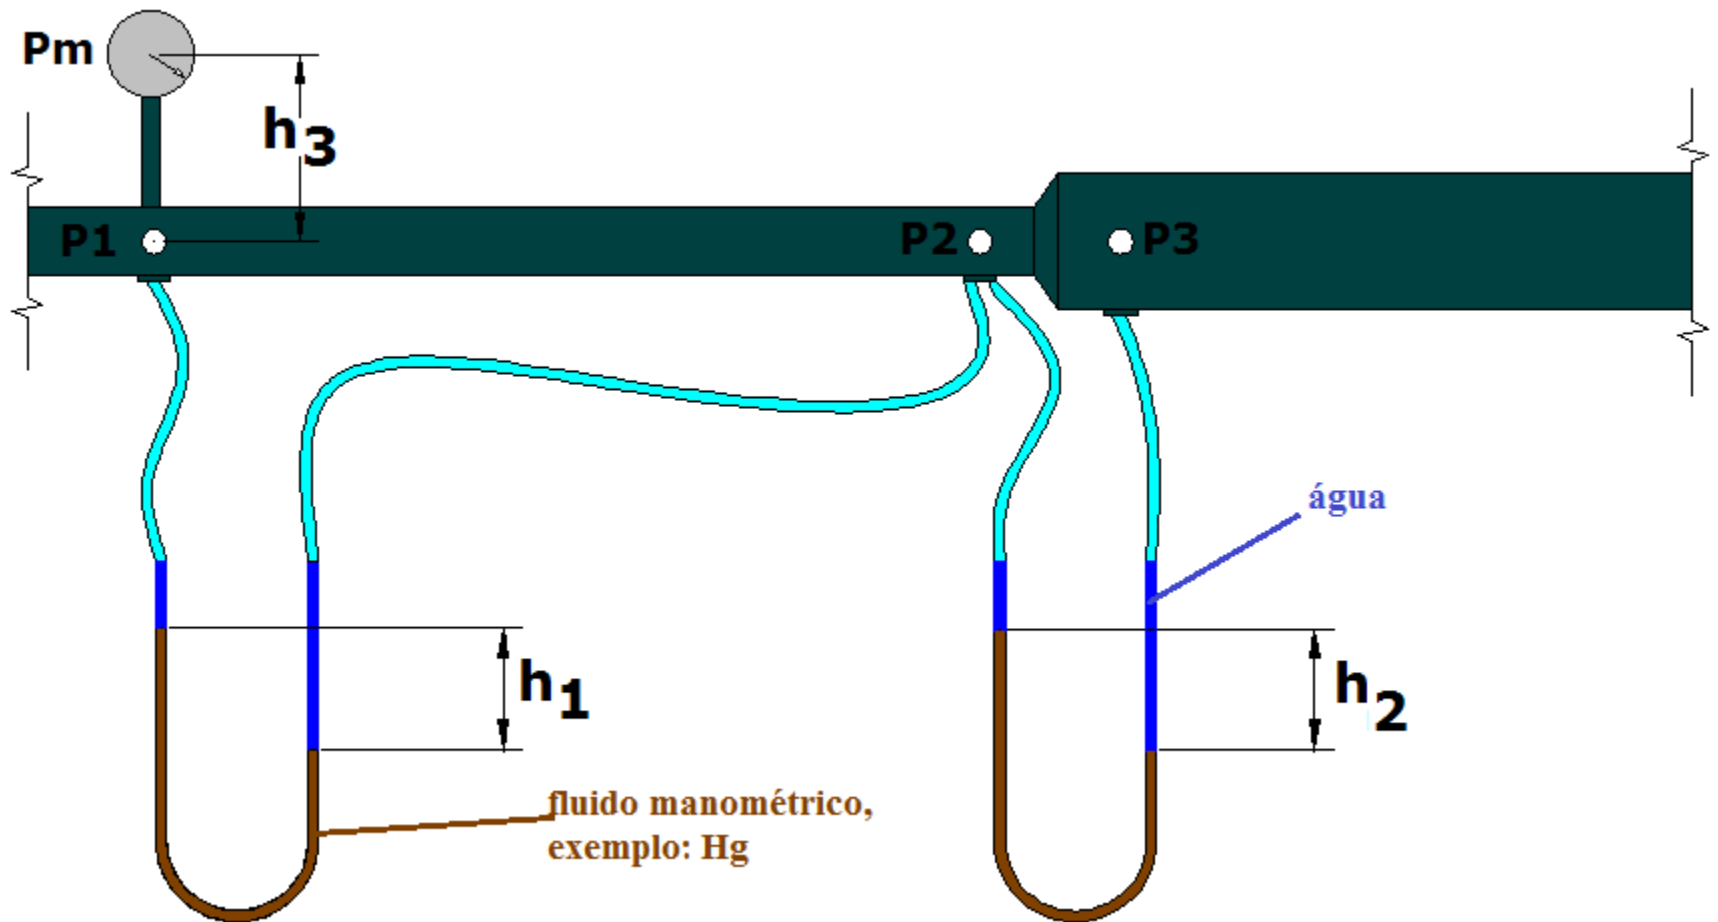 Pm
h3
P1
P2
P3
água
h1
h2
fluido manométrico,
exemplo: Hg